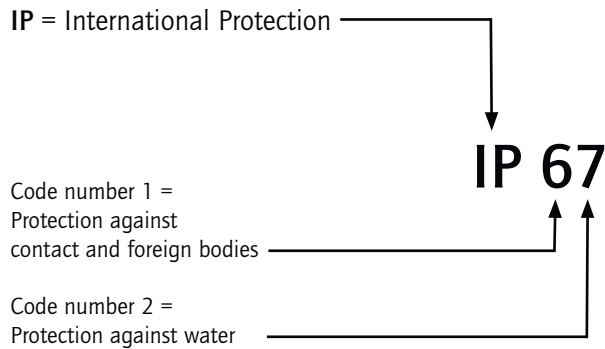 IP = International Protection
IP 67
Code number 1 =
Protection against
contact and foreign bodies
Code number 2 =
Protection against water